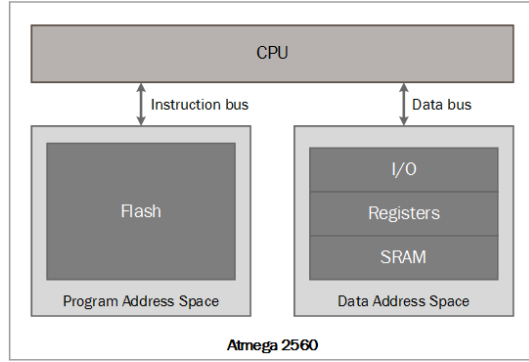 CPU
Instruction bus
Data bus
Flash
I/O
Registers
SRAM
Program Address Space
Data Address Space
Atmega 2560